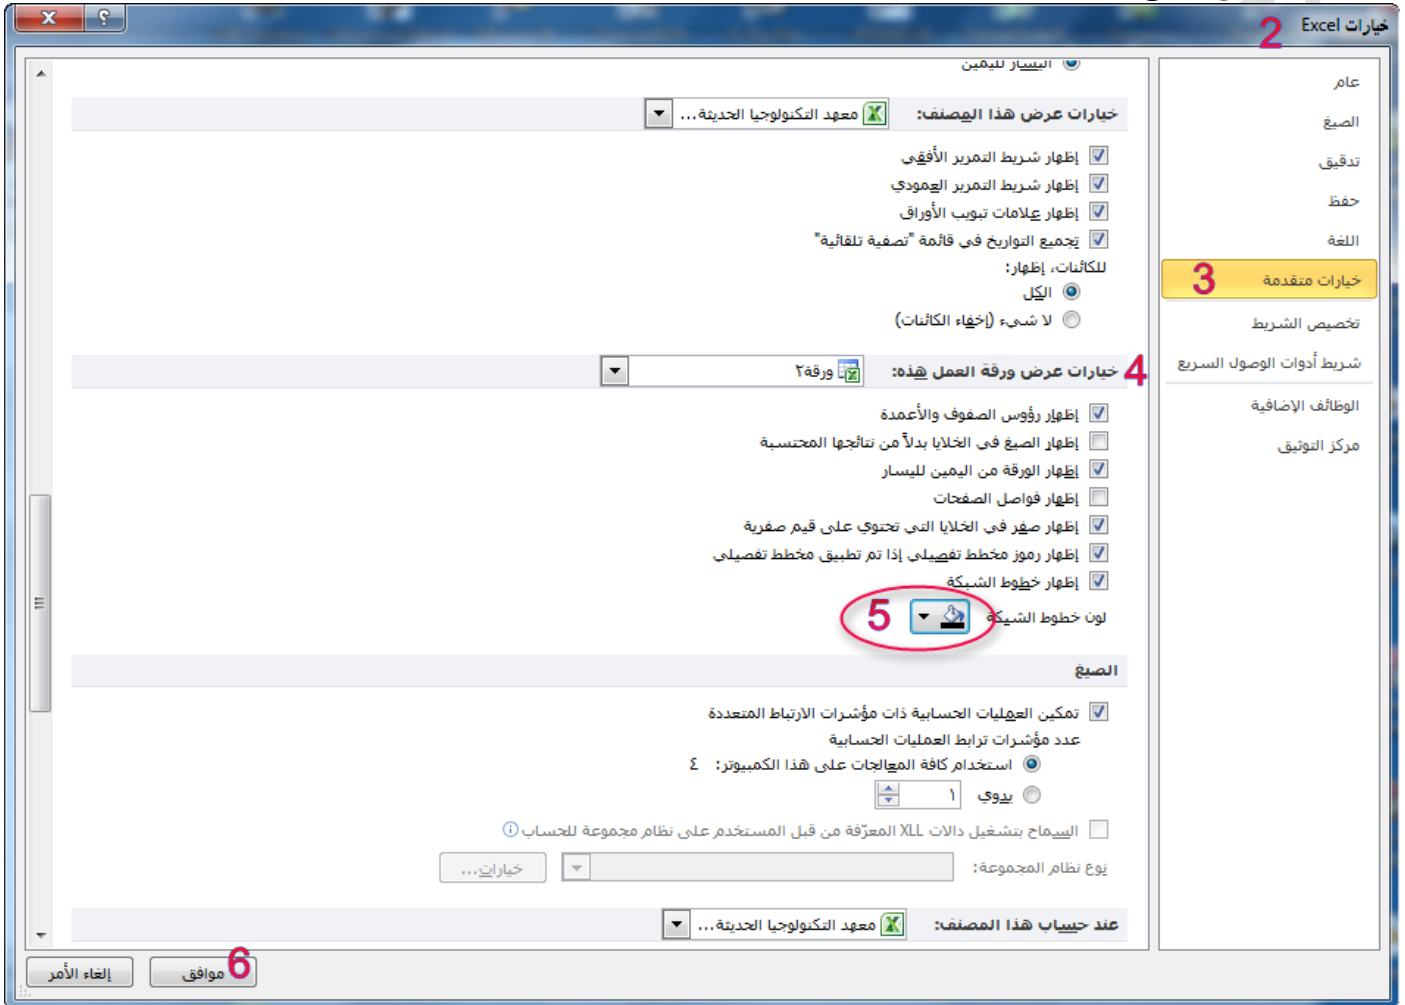 خيارات Excel 2
عام
الصيغ
تدقيق
حفظ
اللغة
خيارات متقدمة 3
تخصيص الشريط
شريط أدوات الوصول السريع
الوظائف الإضافية
مركز التوثيق
اليسار لليمين
خيارات عرض هذا المصنف: معهد التكنولوجيا الحديثة...
إظهار شريط التمرير الأفقي
إظهار شريط التمرير العمودي
إظهار علامات تبويب الأوراق
تجميع التواريخ في قائمة "تصفية تلقائية"
للكائنات، إظهار:
الكل
لا شيء (إخفاء الكائنات)
4 خيارات عرض ورقة العمل هذه: ورقة٢
إظهار رؤوس الصفوف والأعمدة
إظهار الصيغ في الخلايا بدلاً من نتائجها المحتسبة
إظهار الورقة من اليمين لليسار
إظهار فواصل الصفحات
إظهار صفر في الخلايا التي تحتوي على قيم صفرية
إظهار رموز مخطط تفصيلي إذا تم تطبيق مخطط تفصيلي
إظهار خطوط الشبكة
لون خطوط الشبكة 5
الصيغ
تمكين العمليات الحسابية ذات مؤشرات الارتباط المتعددة
عدد مؤشرات ترابط العمليات الحسابية
استخدام كافة المعالجات على هذا الكمبيوتر: ٤
يدوي ١
السماح بتشغيل دالات XLL المعرّفة من قبل المستخدم على نظام مجموعة للحساب
نوع نظام المجموعة: خيارات...
عند حساب هذا المصنف: معهد التكنولوجيا الحديثة...
6 موافق إلغاء الأمر